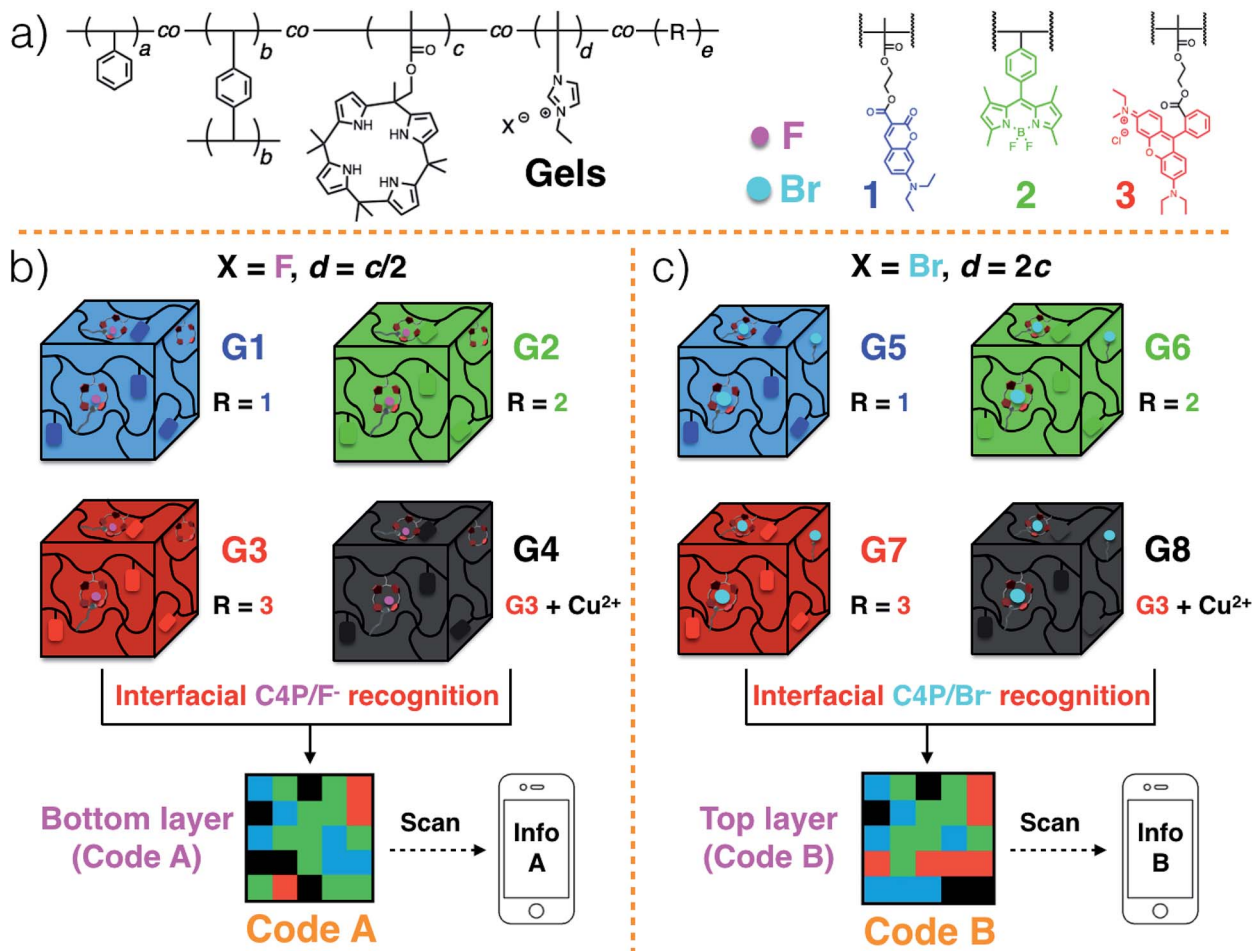 a)
co co co co
a b c d R e
b
O
O
NH HN
HN NH
N
N
X⊖
Gels
F
Br
O
O
O
O
O O
N
N N
B
F F
O
O
O
O
N
Cl
O
N
1 2 3
b)
X = F, d = c/2
G1
R = 1
G2
R = 2
G3
R = 3
G4
G3 + Cu²⁺
Interfacial C4P/F⁻ recognition
Bottom layer
(Code A)
Scan
Info
A
Code A
c)
X = Br, d = 2c
G5
R = 1
G6
R = 2
G7
R = 3
G8
G3 + Cu²⁺
Interfacial C4P/Br⁻ recognition
Top layer
(Code B)
Scan
Info
B
Code B